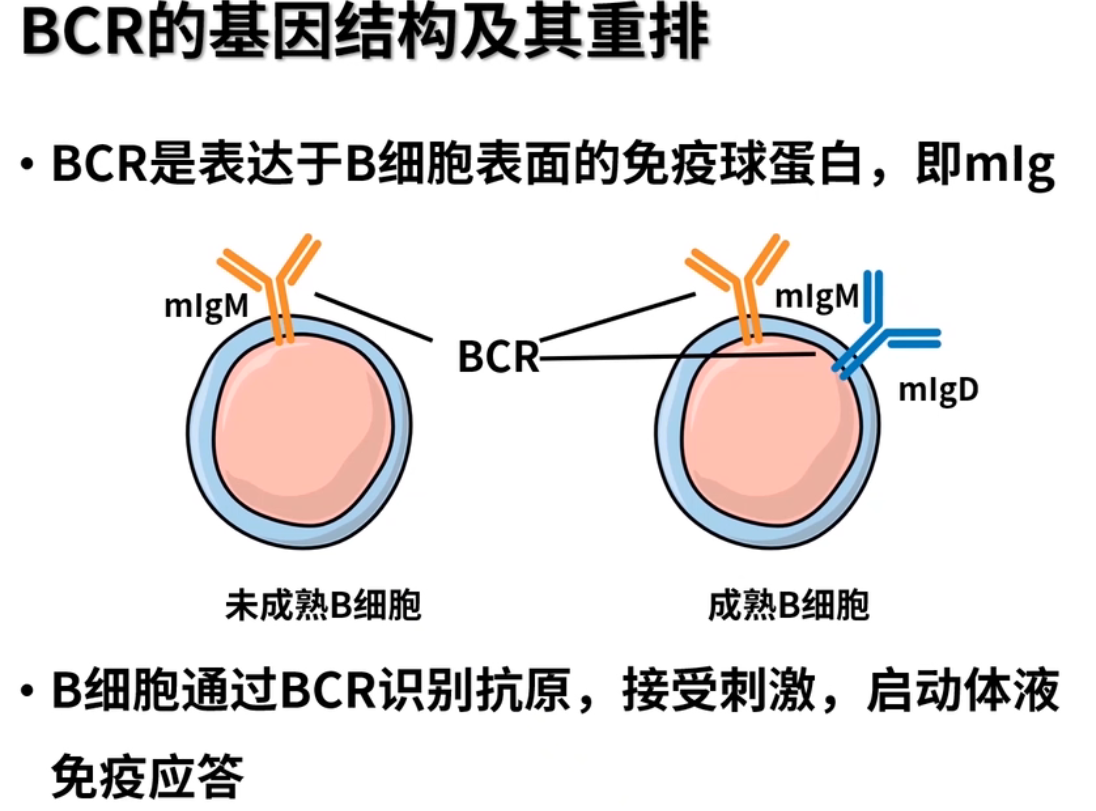 BCR的基因结构及其重排
• BCR是表达于B细胞表面的免疫球蛋白，即mIg
mIgM
BCR
mIgM
mIgD
未成熟B细胞
成熟B细胞
• B细胞通过BCR识别抗原，接受刺激，启动体液
免疫应答